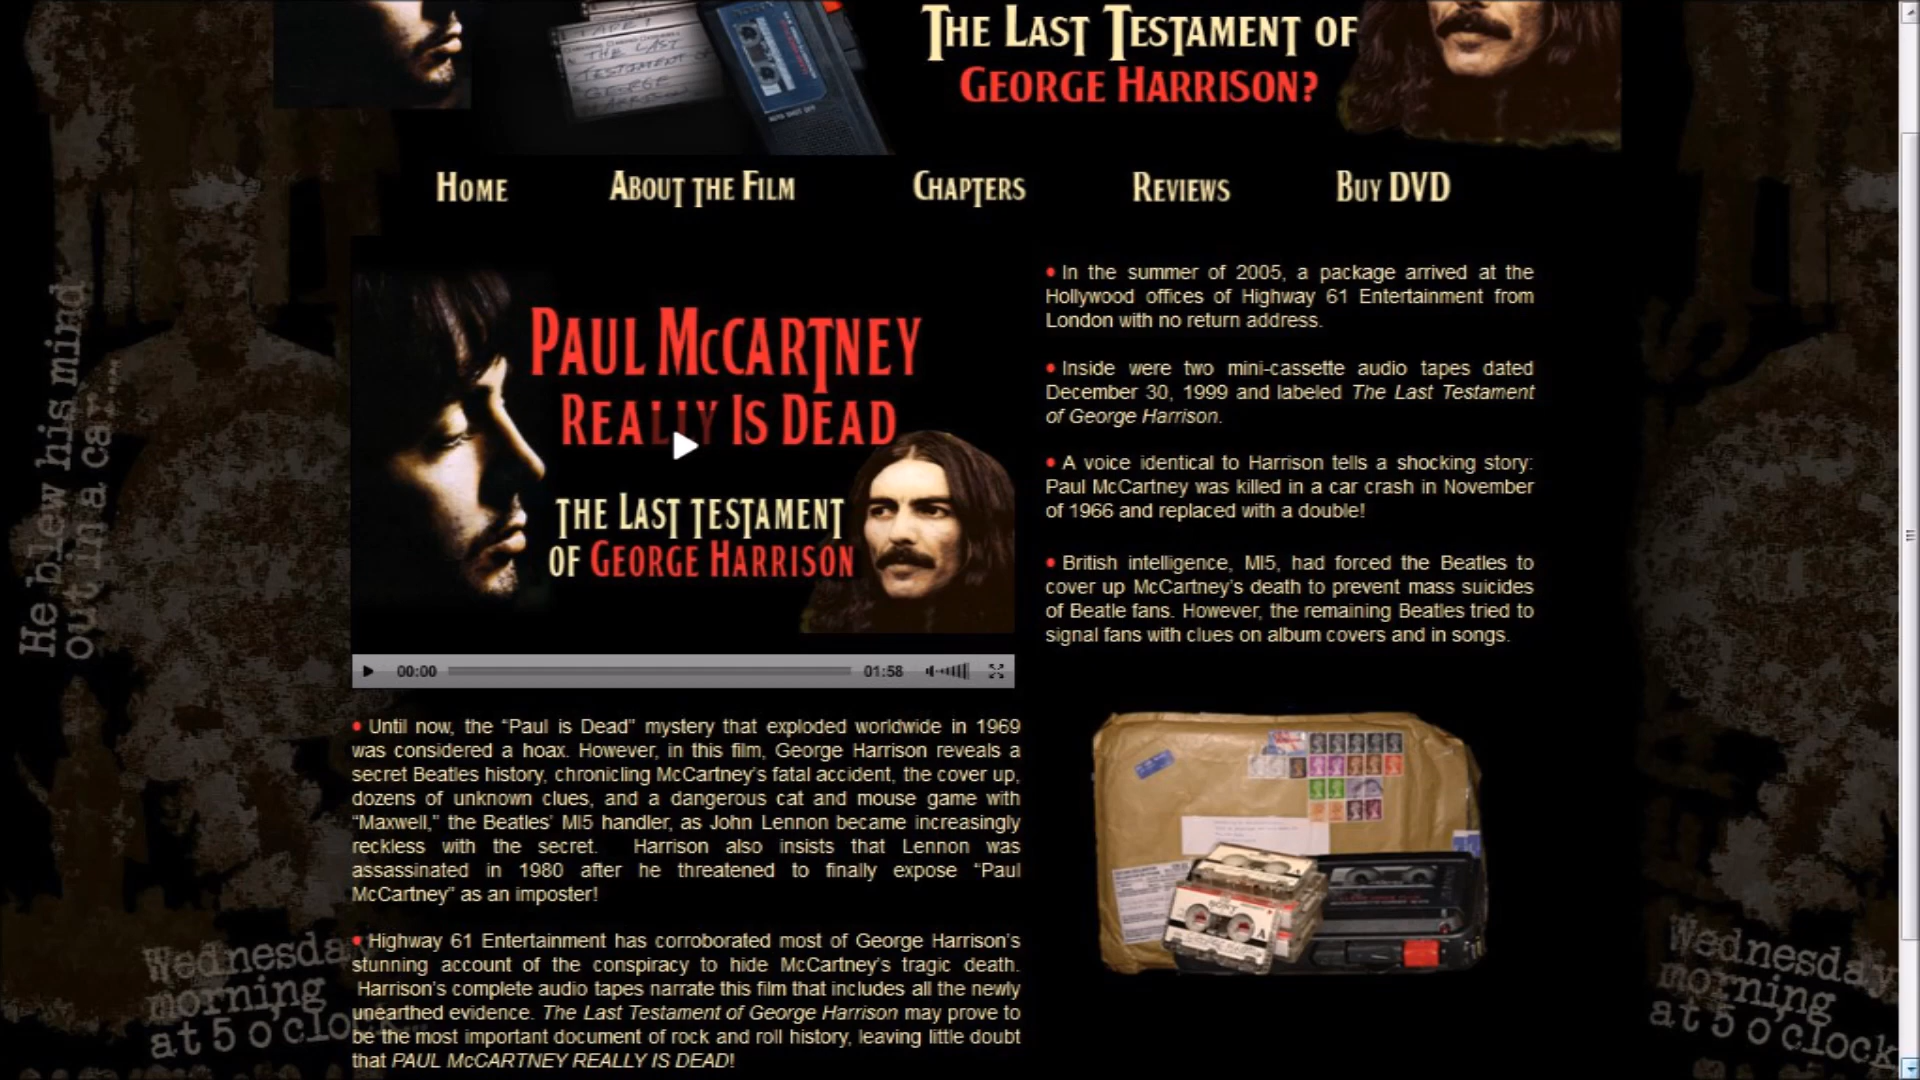 THE LAST TESTAMENT OF
GEORGE HARRISON?
THE LAST
TESTAMENT OF
GEORGE
HARRISON
HOME ABOUT THE FILM CHAPTERS REVIEWS BUY DVD
PAUL MCCARTNEY
REALLY IS DEAD
THE LAST TESTAMENT
OF GEORGE HARRISON
00:00 01:58
• Until now, the “Paul is Dead” mystery that exploded worldwide in 1969
was considered a hoax. However, in this film, George Harrison reveals a
secret Beatles history, chronicling McCartney’s fatal accident, the cover up,
dozens of unknown clues, and a dangerous cat and mouse game with
“Maxwell,” the Beatles’ MI5 handler, as John Lennon became increasingly
reckless with the secret. Harrison also insists that Lennon was
assassinated in 1980 after he threatened to finally expose “Paul
McCartney” as an imposter!
• Highway 61 Entertainment has corroborated most of George Harrison’s
stunning account of the conspiracy to hide McCartney’s tragic death.
Harrison’s complete audio tapes narrate this film that includes all the newly
unearthed evidence. The Last Testament of George Harrison may prove to
be the most important document of rock and roll history, leaving little doubt
that PAUL McCARTNEY REALLY IS DEAD!
• In the summer of 2005, a package arrived at the
Hollywood offices of Highway 61 Entertainment from
London with no return address.
• Inside were two mini-cassette audio tapes dated
December 30, 1999 and labeled The Last Testament
of George Harrison.
• A voice identical to Harrison tells a shocking story:
Paul McCartney was killed in a car crash in November
of 1966 and replaced with a double!
• British intelligence, MI5, had forced the Beatles to
cover up McCartney’s death to prevent mass suicides
of Beatle fans. However, the remaining Beatles tried to
signal fans with clues on album covers and in songs.
He blew his mind
out in a car....
Wednesday
morning
at 5 o clock...
Wednesday
morning
at 5 o clock